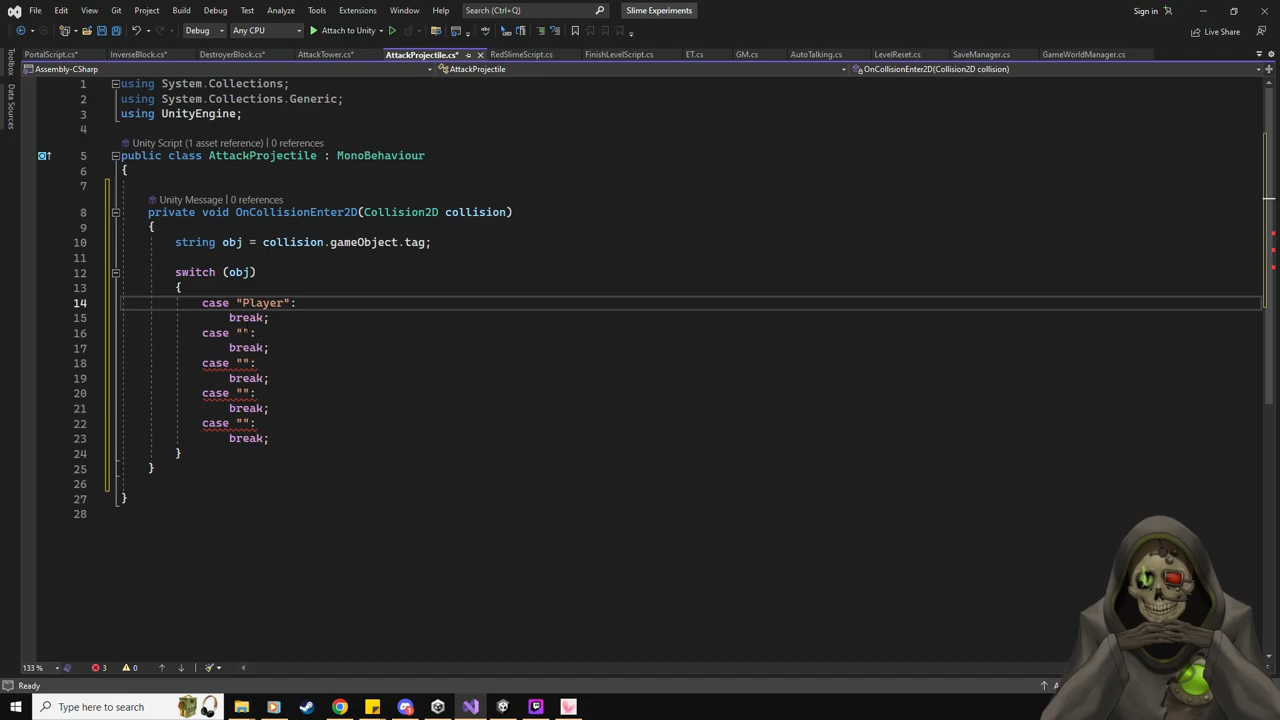 File Edit View Git Project Build Debug Test Analyze Tools Extensions Window Help Search (Ctrl+Q) Slime Experiments Sign in
Debug Any CPU Attach to Unity Live Share
PortalScript.cs* InverseBlock.cs* DestroyerBlock.cs* AttackTower.cs* AttackProjectile.cs* RedSlimeScript.cs FinishLevelScript.cs ET.cs GM.cs AutoTalking.cs LevelReset.cs SaveManager.cs GameWorldManager.cs
Toolbox
Data Sources
Assembly-CSharp AttackProjectile OnCollisionEnter2D(Collision2D collision)
1 using System.Collections;
2 using System.Collections.Generic;
3 using UnityEngine;
4
Unity Script (1 asset reference) | 0 references
5 public class AttackProjectile : MonoBehaviour
6 {
7
Unity Message | 0 references
8 private void OnCollisionEnter2D(Collision2D collision)
9 {
10 string obj = collision.gameObject.tag;
11
12 switch (obj)
13 {
14 case "Player":
15 break;
16 case "":
17 break;
18 case "":
19 break;
20 case "":
21 break;
22 case "":
23 break;
24 }
25 }
26
27 }
28
133 % 3 0
Ready
Type here to search